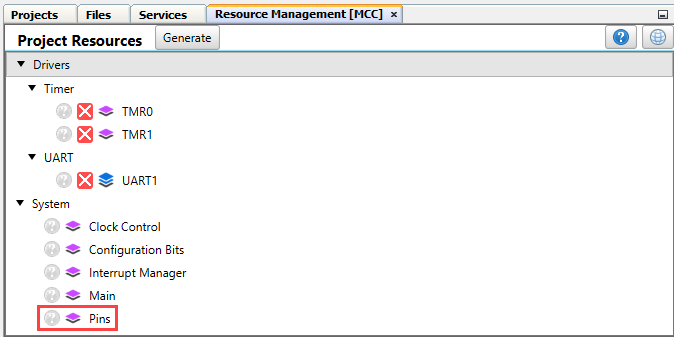 Projects Files Services Resource Management [MCC] ×
Project Resources Generate ?
Drivers
Timer
? TMR0
? TMR1
UART
? UART1
System
? Clock Control
? Configuration Bits
? Interrupt Manager
? Main
? Pins